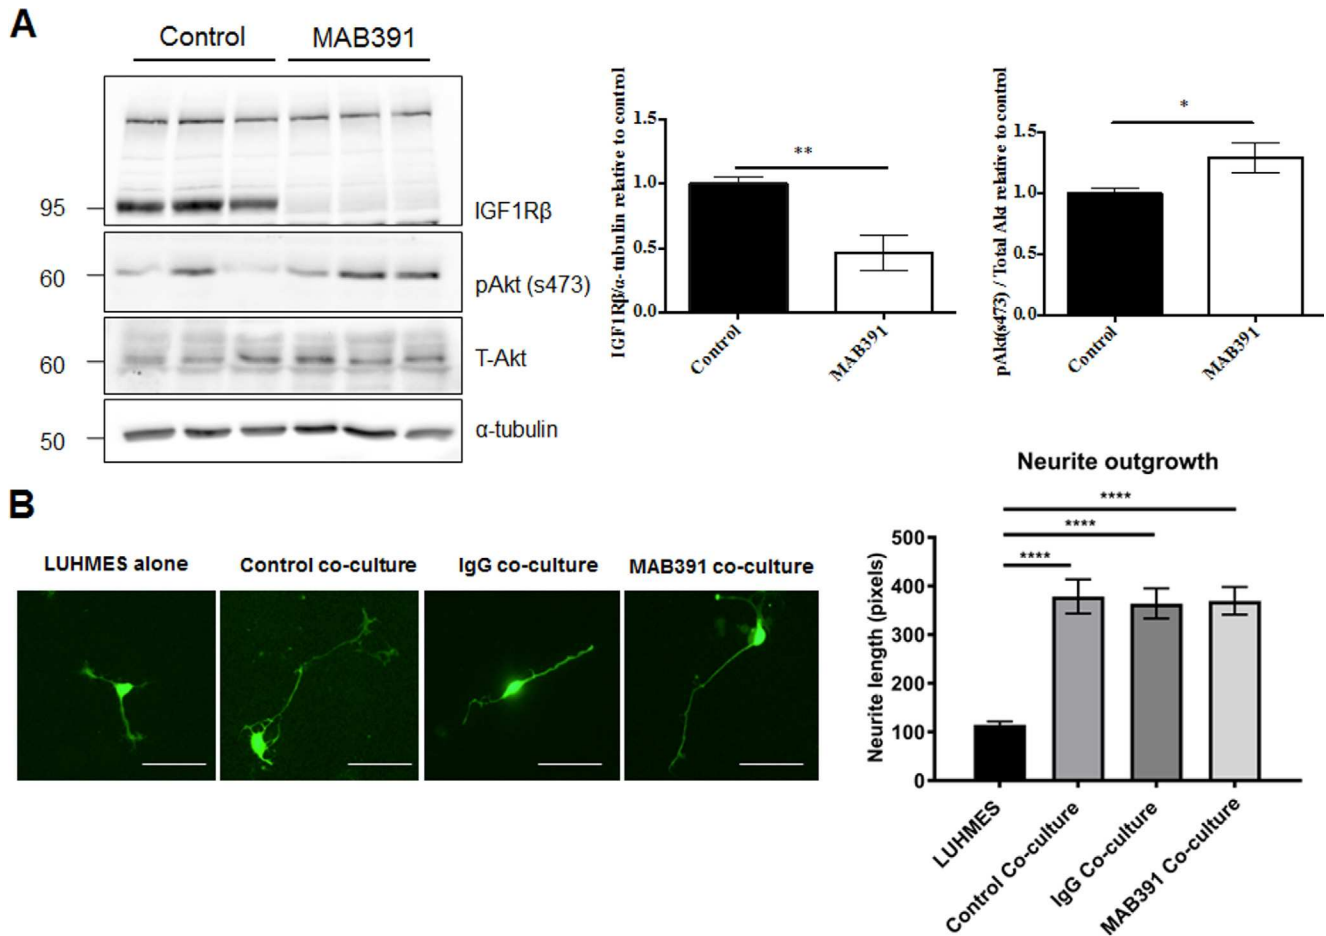 A
Control MAB391
95
IGF1Rβ
60
pAkt (s473)
60
T-Akt
50
α-tubulin
IGF1Rβ/α- tubulin relative to control
1.5
1.0
0.5
0.0
**
Control
MAB391
pAkt(s473) / Total Akt relative to control
1.5
1.0
0.5
0.0
*
Control
MAB391
B
LUHMES alone
Control co-culture
IgG co-culture
MAB391 co-culture
Neurite outgrowth
Neurite length (pixels)
500
400
300
200
100
0
****
****
****
LUHMES
Control Co-culture
IgG Co-culture
MAB391 Co-culture